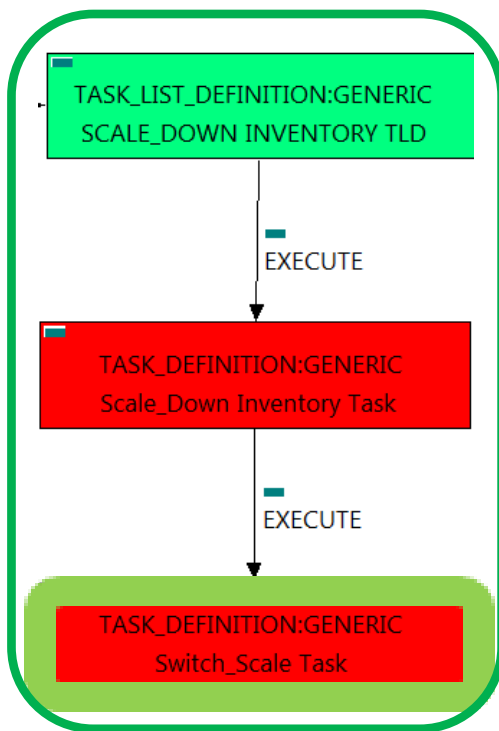 TASK_LIST_DEFINITION:GENERIC
SCALE_DOWN INVENTORY TLD
EXECUTE
TASK_DEFINITION:GENERIC
Scale_Down Inventory Task
EXECUTE
TASK_DEFINITION:GENERIC
Switch_Scale Task